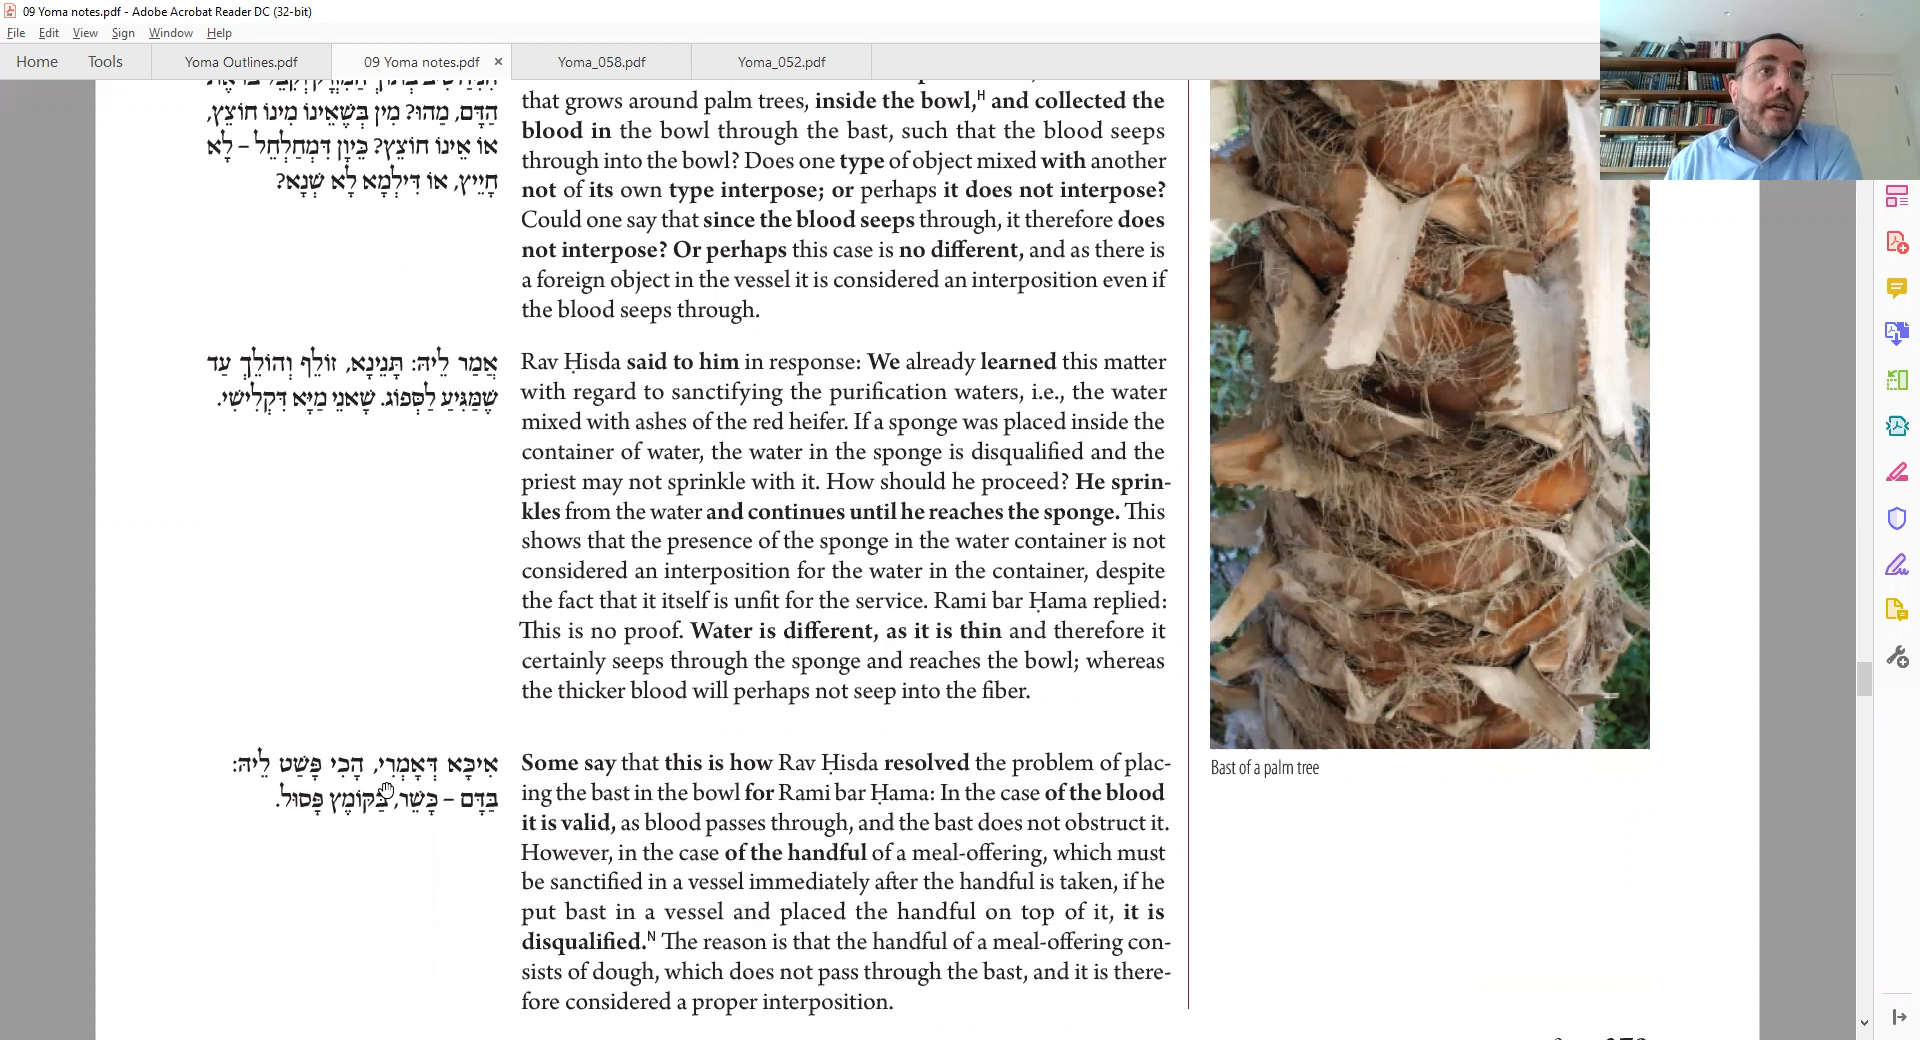 09 Yoma notes.pdf - Adobe Acrobat Reader DC (32-bit)
File Edit View Sign Window Help
Home Tools Yoma Outlines.pdf 09 Yoma notes.pdf × Yoma_058.pdf Yoma_052.pdf
הַדָּם, מַהוּ? מִין בְּשֶׁאֵינוֹ מִינוֹ חוֹצֵץ,
אוֹ אֵינוֹ חוֹצֵץ? כֵּיוָן דִּמְחַלְחֵל – לָא
חָיֵיץ, אוֹ דִּילְמָא לָא שְׁנָא?
that grows around palm trees, inside the bowl,H and collected the
blood in the bowl through the bast, such that the blood seeps
through into the bowl? Does one type of object mixed with another
not of its own type interpose; or perhaps it does not interpose?
Could one say that since the blood seeps through, it therefore does
not interpose? Or perhaps this case is no different, and as there is
a foreign object in the vessel it is considered an interposition even if
the blood seeps through.
אֲמַר לֵיהּ: תָּנֵינָא, זוֹלֵף וְהוֹלֵךְ עַד
שֶׁמַּגִּיעַ לַסְּפוֹג. שָׁאנֵי מַיָּא דִּקְלִישִׁי.
Rav Ḥisda said to him in response: We already learned this matter
with regard to sanctifying the purification waters, i.e., the water
mixed with ashes of the red heifer. If a sponge was placed inside the
container of water, the water in the sponge is disqualified and the
priest may not sprinkle with it. How should he proceed? He sprin-
kles from the water and continues until he reaches the sponge. This
shows that the presence of the sponge in the water container is not
considered an interposition for the water in the container, despite
the fact that it itself is unfit for the service. Rami bar Ḥama replied:
This is no proof. Water is different, as it is thin and therefore it
certainly seeps through the sponge and reaches the bowl; whereas
the thicker blood will perhaps not seep into the fiber.
אִיכָּא דְּאָמְרִי, הָכִי פָּשַׁט לֵיהּ:
בַּדָּם – כָּשֵׁר, בַּקּוֹמֶץ פָּסוּל.
Some say that this is how Rav Ḥisda resolved the problem of plac-
ing the bast in the bowl for Rami bar Ḥama: In the case of the blood
it is valid, as blood passes through, and the bast does not obstruct it.
However, in the case of the handful of a meal-offering, which must
be sanctified in a vessel immediately after the handful is taken, if he
put bast in a vessel and placed the handful on top of it, it is
disqualified.N The reason is that the handful of a meal-offering con-
sists of dough, which does not pass through the bast, and it is there-
fore considered a proper interposition.
Bast of a palm tree